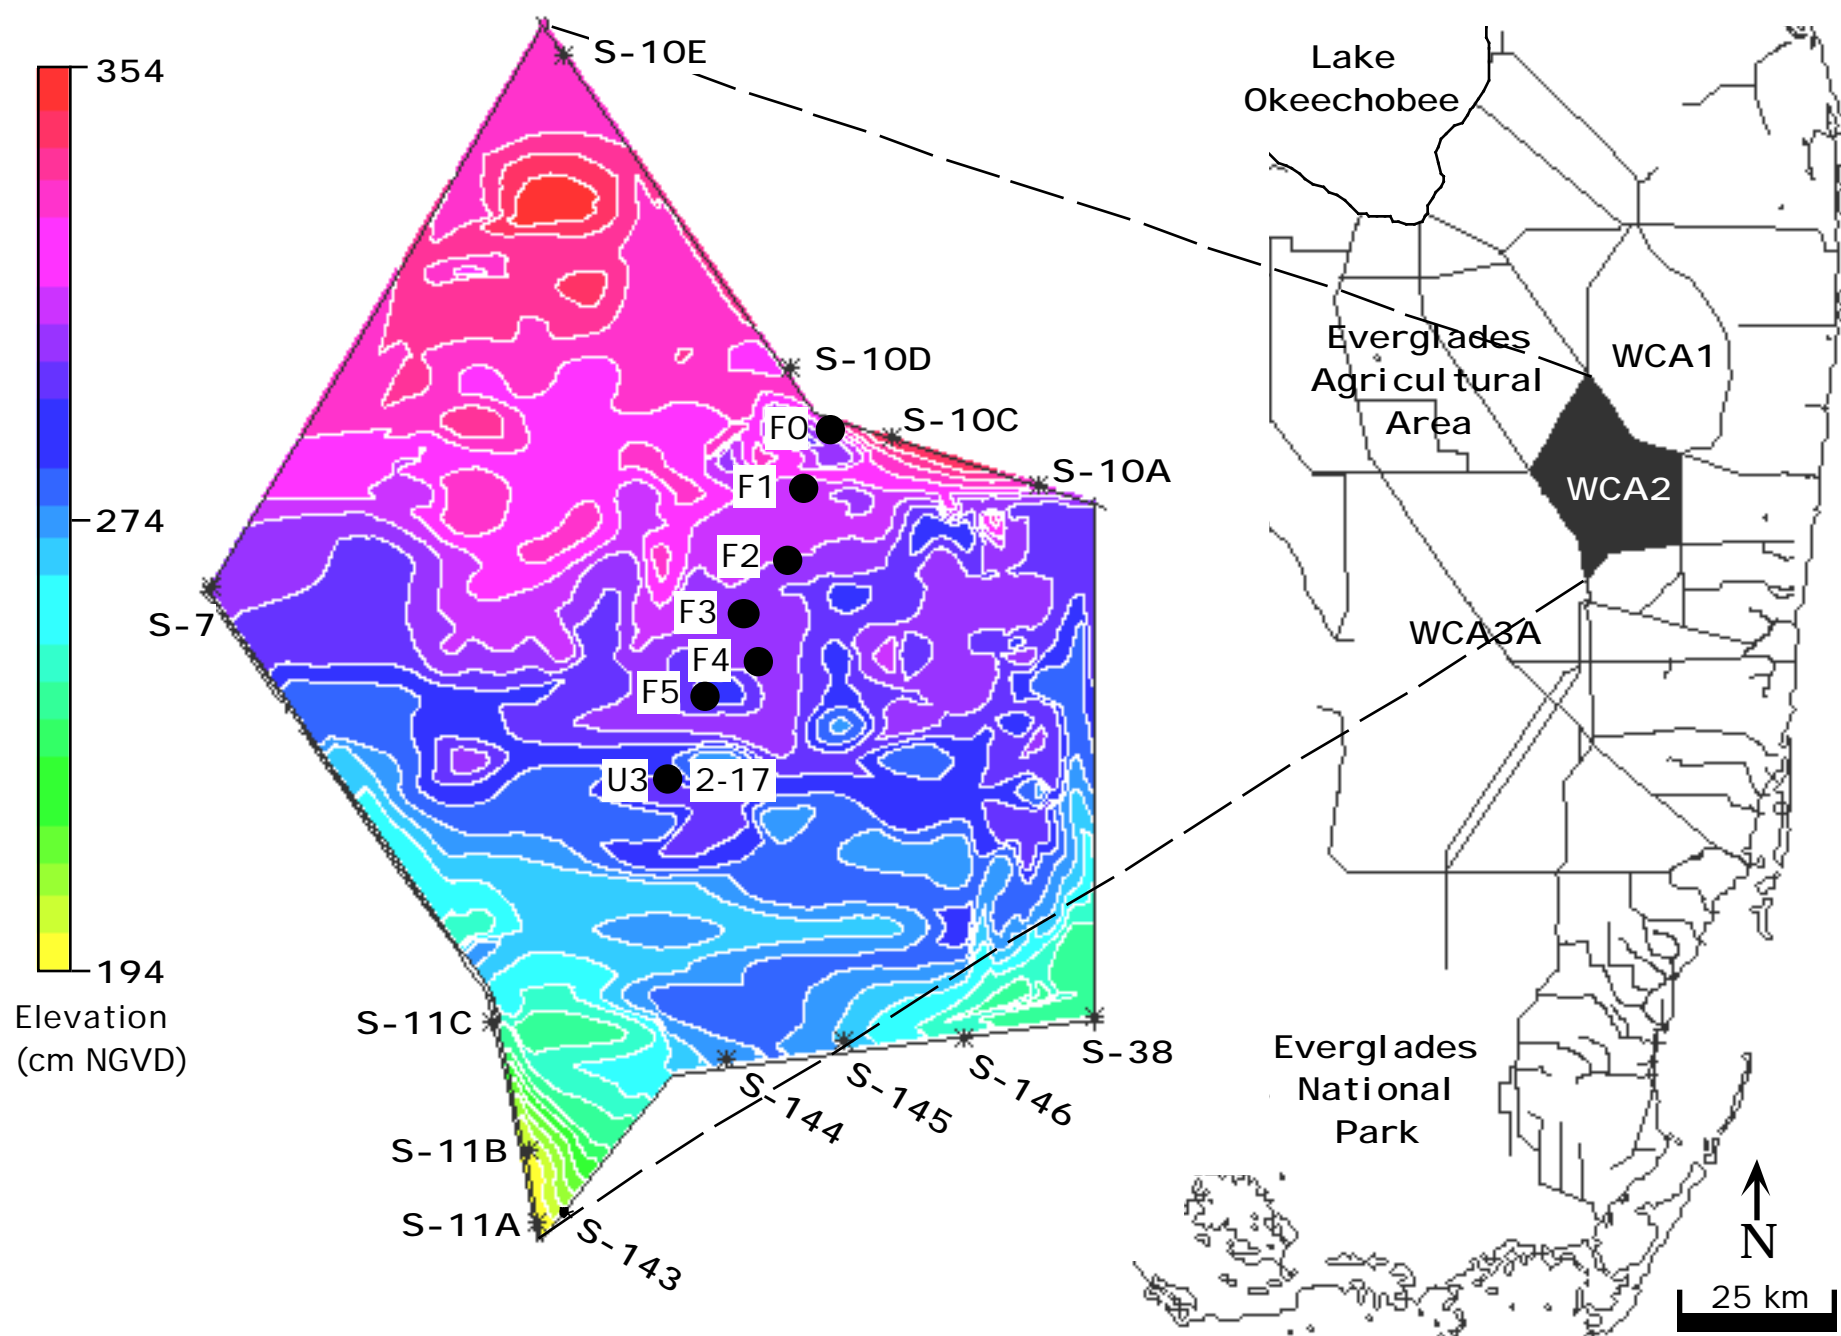 354
274
194
Elevation
(cm NGVD)
S-10E
S-10D
S-10C
S-10A
F0
F1
F2
F3
F4
F5
U3
2-17
S-7
S-11C
S-11B
S-11A
S-143
S-144
S-145
S-146
S-38
Lake
Okeechobee
Everglades
Agricultural
Area
WCA1
WCA2
WCA3A
Everglades
National
Park
N
25 km